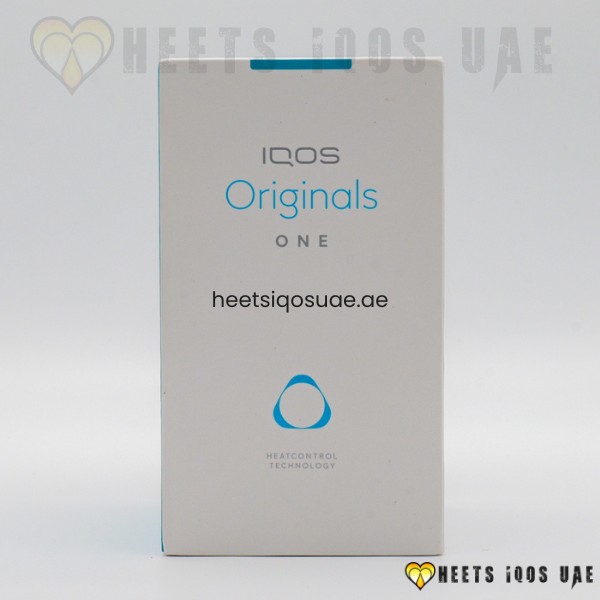 HEETS iQOS UAE
IQOS
Originals
ONE
heetsiqosuae.ae
HEATCONTROL
TECHNOLOGY
HEETS iQOS UAE